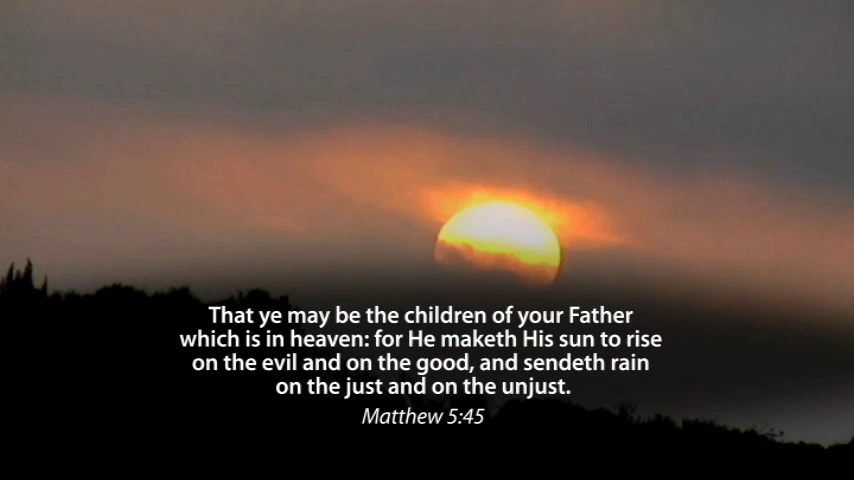 That ye may be the children of your Father
which is in heaven: for He maketh His sun to rise
on the evil and on the good, and sendeth rain
on the just and on the unjust.
Matthew 5:45